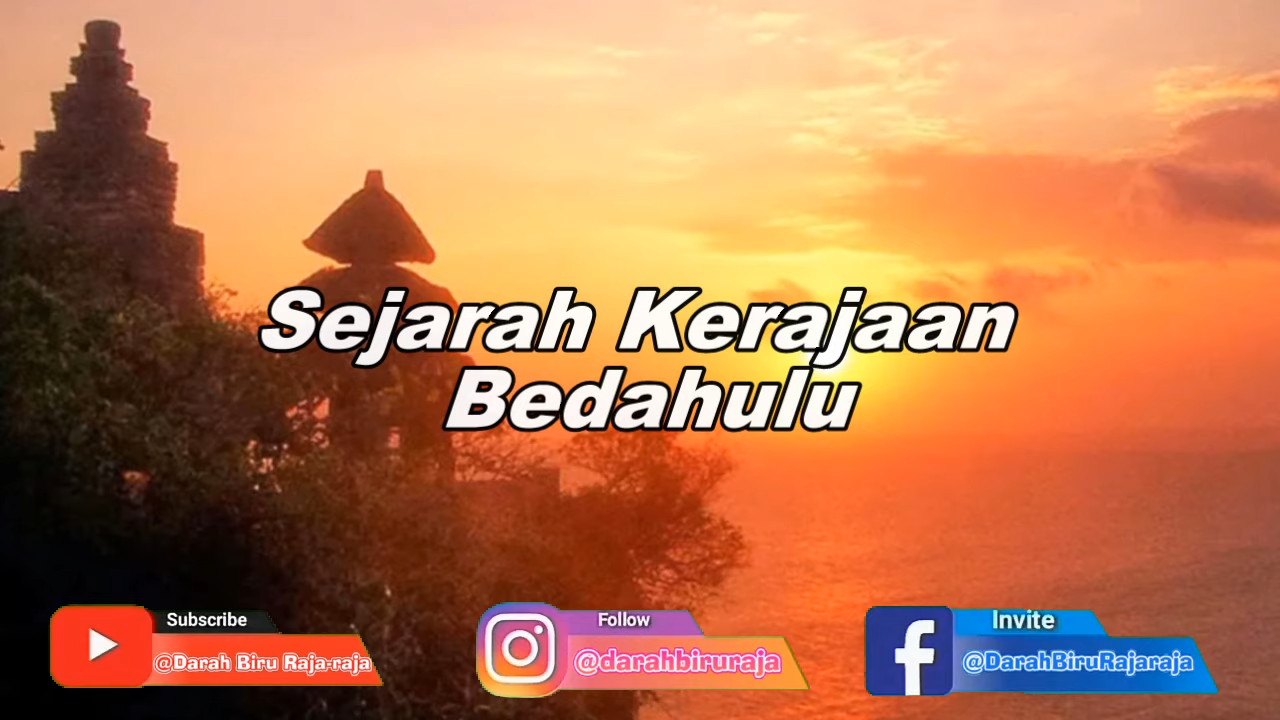 Sejarah Kerajaan
Bedahulu
Subscribe
@Darah Biru Raja-raja
Follow
@darahbiruraja
Invite
@DarahBiruRajaraja